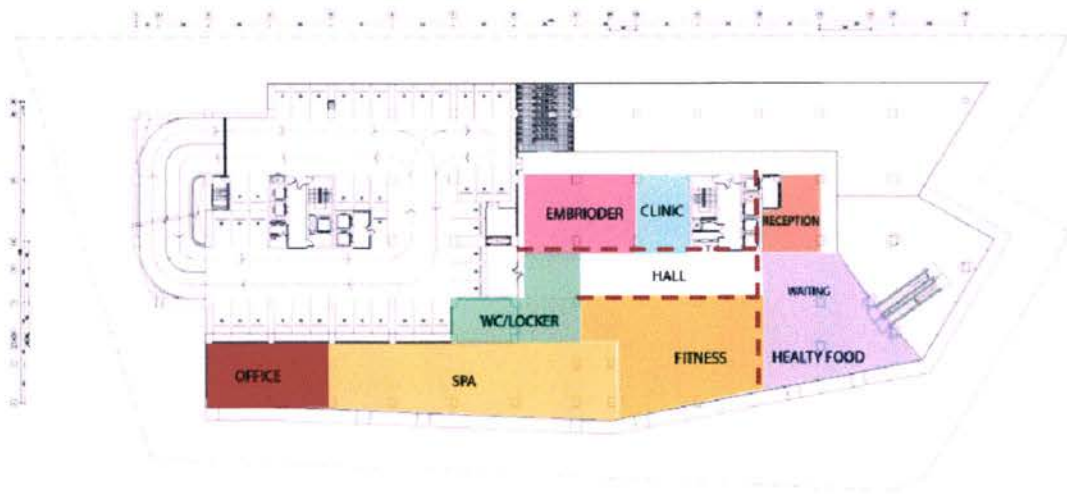 EMBRIODER
CLINIC
RECEPTION
HALL
WAITING
WC/LOCKER
FITNESS
HEALTY FOOD
OFFICE
SPA